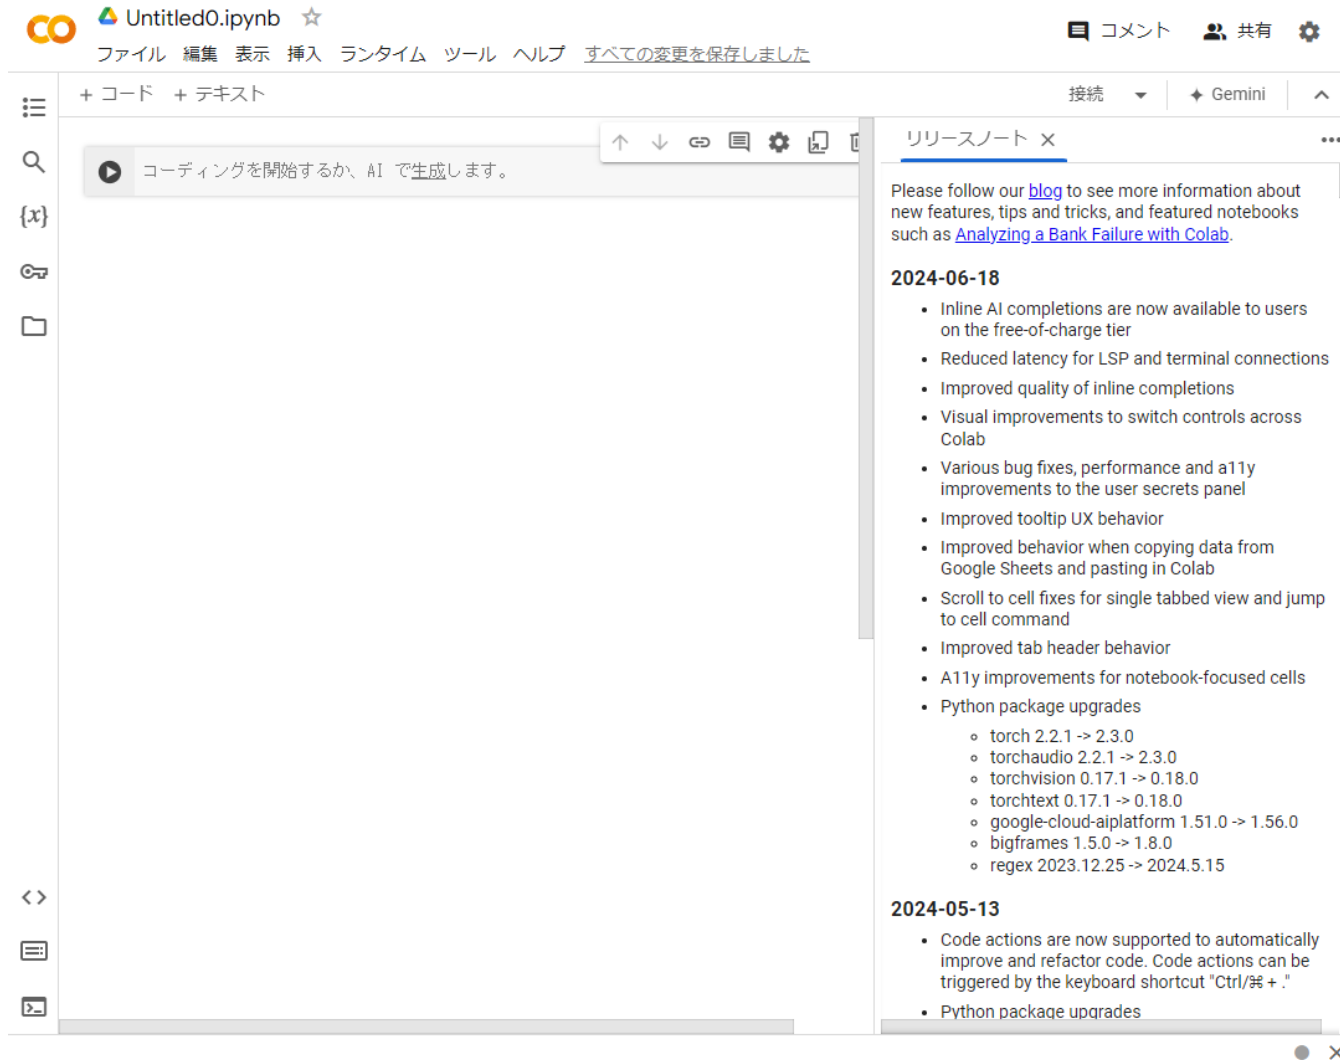 CO Untitled0.ipynb
コメント 共有
ファイル 編集 表示 挿入 ランタイム ツール ヘルプ すべての変更を保存しました
+ コード + テキスト
接続 Gemini
コーディングを開始するか、AI で生成します。
{x}
リリースノート
Please follow our blog to see more information about
new features, tips and tricks, and featured notebooks
such as Analyzing a Bank Failure with Colab.
2024-06-18
• Inline AI completions are now available to users
on the free-of-charge tier
• Reduced latency for LSP and terminal connections
• Improved quality of inline completions
• Visual improvements to switch controls across
Colab
• Various bug fixes, performance and a11y
improvements to the user secrets panel
• Improved tooltip UX behavior
• Improved behavior when copying data from
Google Sheets and pasting in Colab
• Scroll to cell fixes for single tabbed view and jump
to cell command
• Improved tab header behavior
• A11y improvements for notebook-focused cells
• Python package upgrades
◦ torch 2.2.1 -> 2.3.0
◦ torchaudio 2.2.1 -> 2.3.0
◦ torchvision 0.17.1 -> 0.18.0
◦ torchtext 0.17.1 -> 0.18.0
◦ google-cloud-aiplatform 1.51.0 -> 1.56.0
◦ bigframes 1.5.0 -> 1.8.0
◦ regex 2023.12.25 -> 2024.5.15
2024-05-13
• Code actions are now supported to automatically
improve and refactor code. Code actions can be
triggered by the keyboard shortcut "Ctrl/⌘ + ."
• Python package upgrades